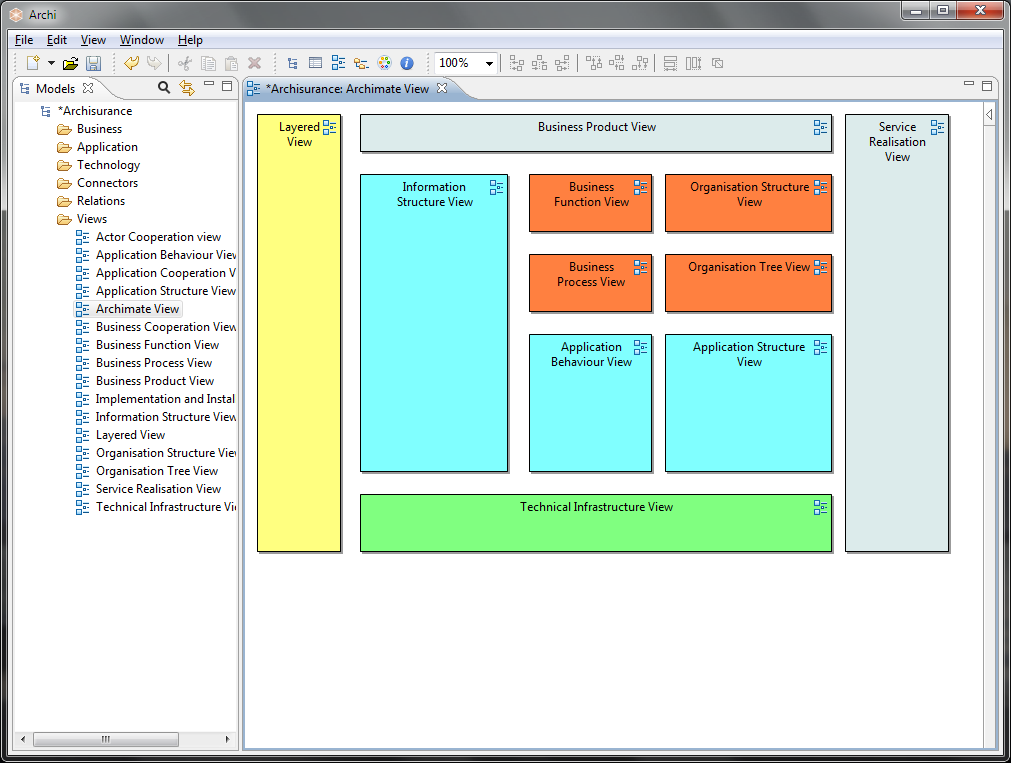 Archi
File Edit View Window Help
100%
Models
*Archisurance: Archimate View
*Archisurance
Business
Application
Technology
Connectors
Relations
Views
Actor Cooperation view
Application Behaviour View
Application Cooperation V
Application Structure View
Archimate View
Business Cooperation View
Business Function View
Business Process View
Business Product View
Implementation and Instal
Information Structure View
Layered View
Organisation Structure Vie
Organisation Tree View
Service Realisation View
Technical Infrastructure Vi
Layered
View
Business Product View
Service
Realisation
View
Information
Structure View
Business
Function View
Organisation Structure
View
Business
Process View
Organisation Tree View
Application
Behaviour View
Application Structure
View
Technical Infrastructure View